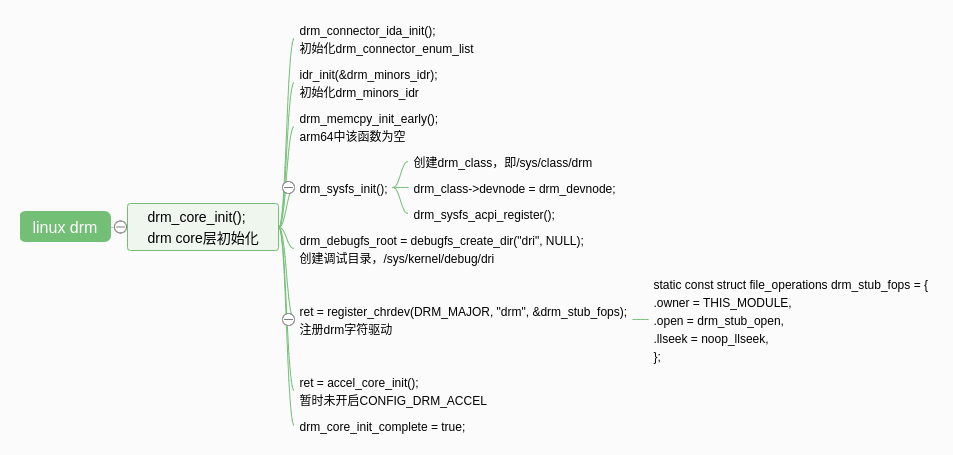 linux drm
drm_core_init();
drm core层初始化
drm_connector_ida_init();
初始化drm_connector_enum_list
idr_init(&drm_minors_idr);
初始化drm_minors_idr
drm_memcpy_init_early();
arm64中该函数为空
drm_sysfs_init();
创建drm_class，即/sys/class/drm
drm_class->devnode = drm_devnode;
drm_sysfs_acpi_register();
drm_debugfs_root = debugfs_create_dir("dri", NULL);
创建调试目录，/sys/kernel/debug/dri
ret = register_chrdev(DRM_MAJOR, "drm", &drm_stub_fops);
注册drm字符驱动
static const struct file_operations drm_stub_fops = {
.owner = THIS_MODULE,
.open = drm_stub_open,
.llseek = noop_llseek,
};
ret = accel_core_init();
暂时未开启CONFIG_DRM_ACCEL
drm_core_init_complete = true;